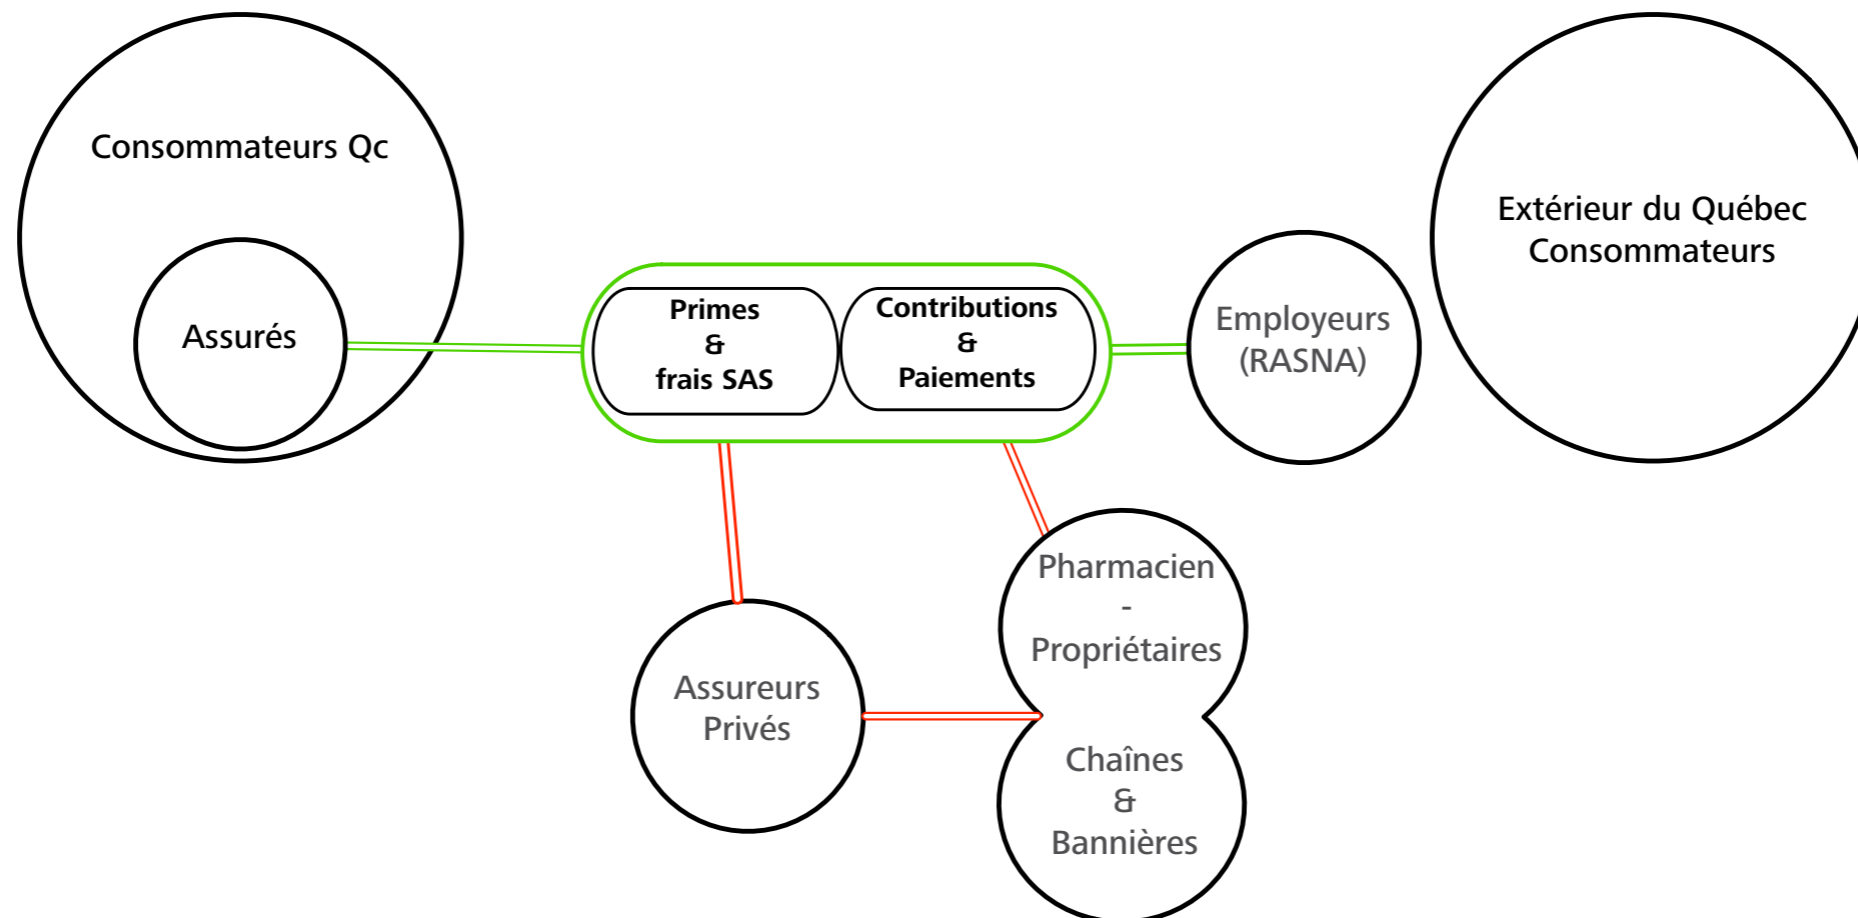 Consommateurs Qc
Assurés
Primes
&
frais SAS
Contributions
&
Paiements
Employeurs
(RASNA)
Extérieur du Québec
Consommateurs
Assureurs
Privés
Pharmacien
-
Propriétaires
Chaînes
&
Bannières